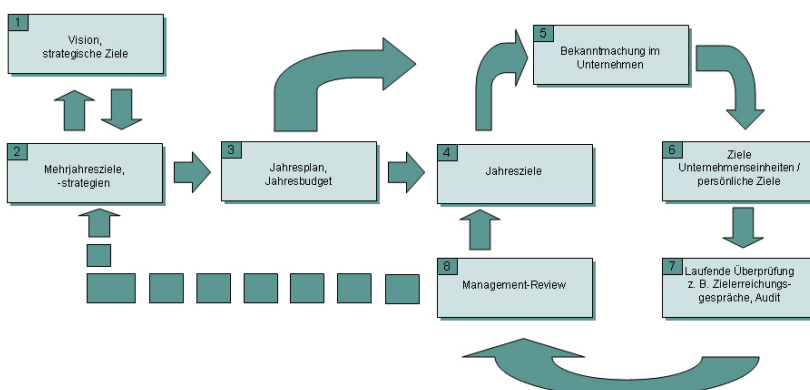 1
Vision,
strategische Ziele
2
Mehrjahresziele,
-strategien
3
Jahresplan,
Jahresbudget
4
Jahresziele
5
Bekanntmachung im
Unternehmen
6
Ziele
Unternehmenseinheiten /
persönliche Ziele
7
Laufende Überprüfung
z. B. Zielerreichungs-
gespräche, Audit
8
Management-Review